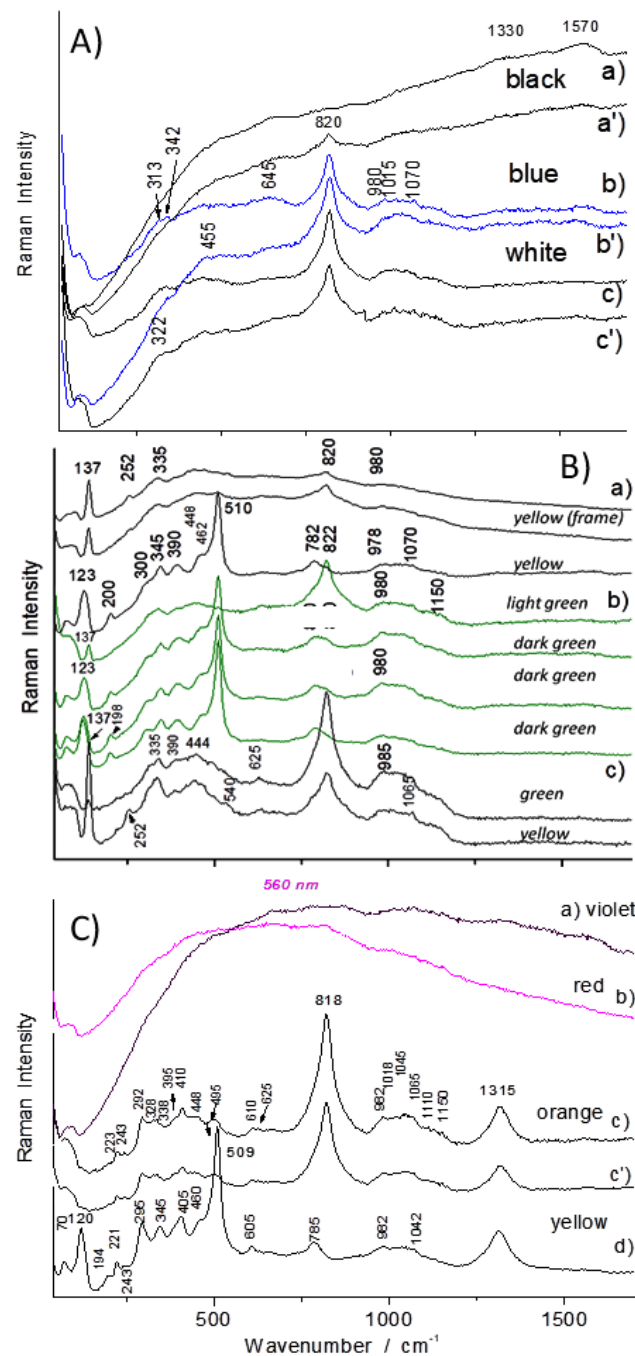 A)
1330 1570
black
a)
820
a')
313
342
645
980
1015
1070
blue
b)
455
b')
white
c)
322
c')
Raman Intensity
B)
137
252
335
820
980
a)
yellow (frame)
510
448
462
390
345
300
200
123
782
822
978
1070
yellow
980
1150
light green
b)
137
dark green
123
980
dark green
137
198
dark green
335
390
444
625
540
985
1065
c)
green
252
yellow
Raman Intensity
560 nm
C)
a) violet
red
b)
818
223
243
292
328
338
395
410
448
495
610
625
982
1018
1045
1065
1110
1150
1315
orange
c)
509
c')
yellow
d)
70
120
194
221
243
295
345
405
460
605
785
982
1042
Raman Intensity
500 1000 1500
Wavenumber / cm⁻¹